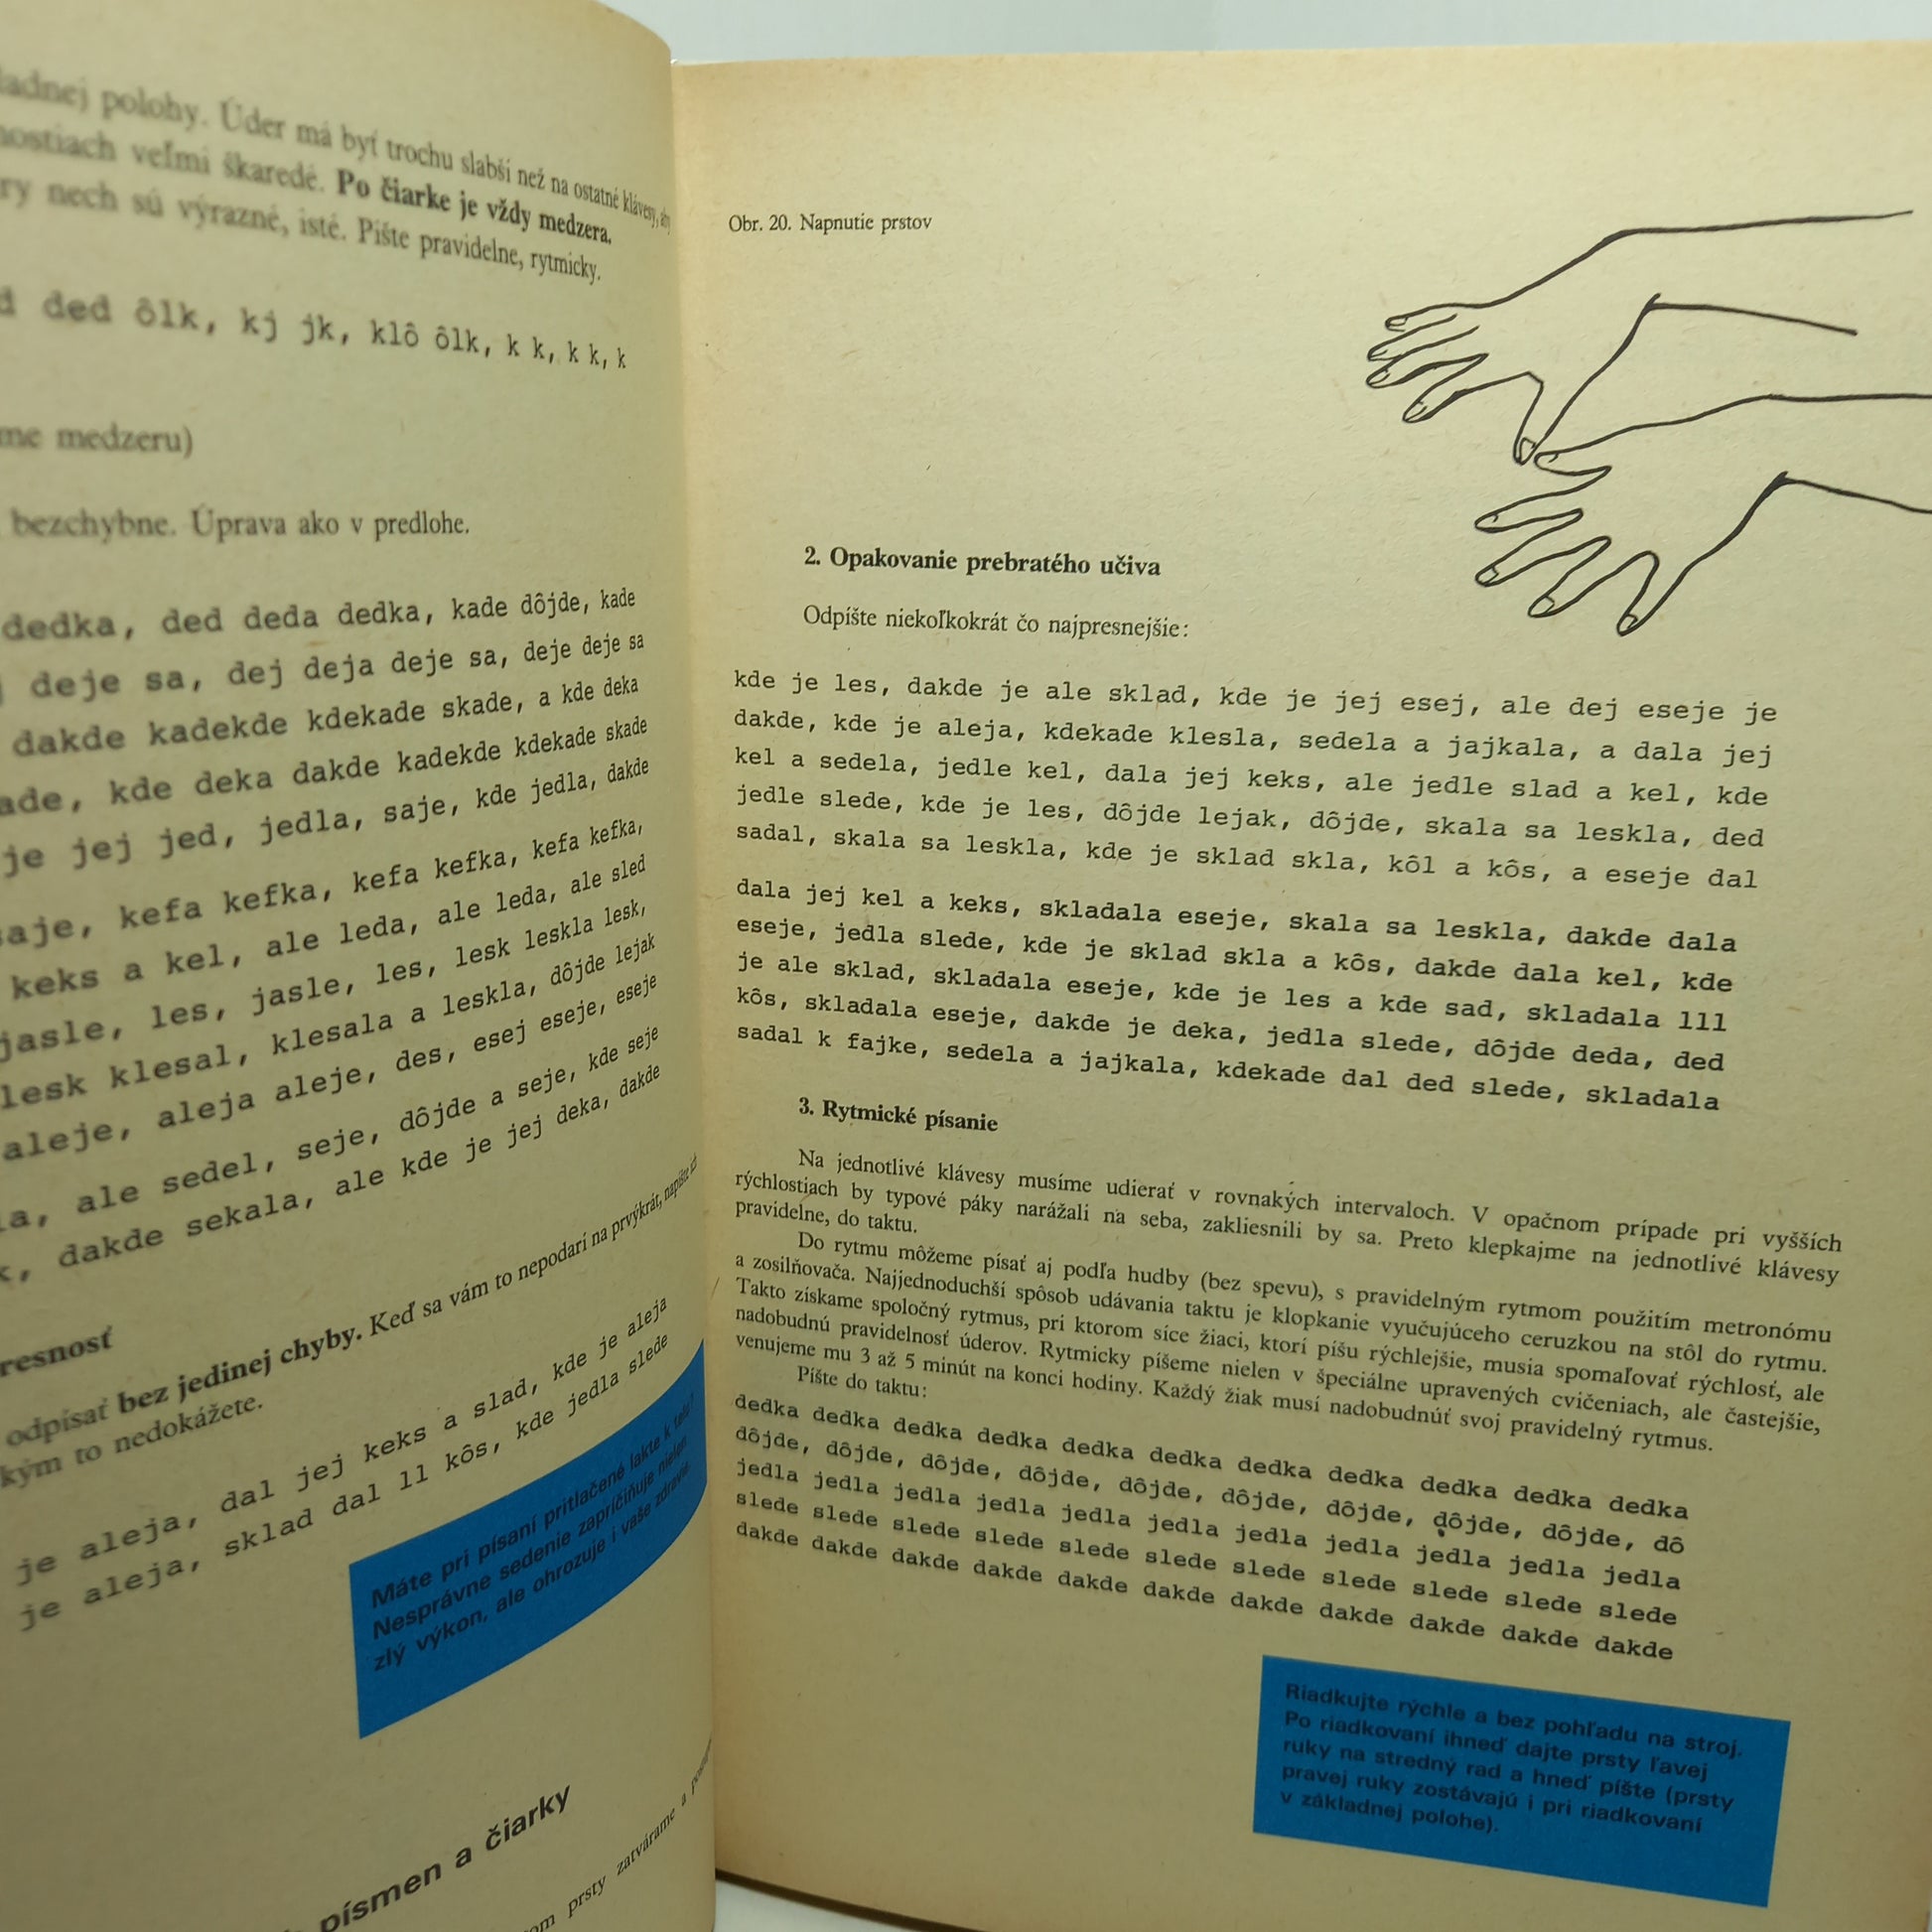 polohy. Úder má byť trochu slabší než na ostatné klávesy, aby
veľmi škaredé. Po čiarke je vždy medzera.
nech sú výrazné, isté. Píšte pravidelne, rytmicky.
ded ôlk, kj jk, klô ôlk, k k, k k, k
medzeru)
bezchybne. Úprava ako v predlohe.
dedka, ded deda dedka, kade dôjde, kade
deje sa, dej deja deje sa, deje deje sa
dakde kadekde kdekade skade, a kde deka
kde deka dakde kadekde kdekade skade
je jej jed, jedla, saje, kde jedla, dakde
saje, kefa kefka, kefa kefka, kefa kefka,
keks a kel, ale leda, ale leda, ale sled
jasle, les, jasle, les, lesk leskla lesk,
lesk klesal, klesala a leskla, dôjde lejak
aleje, aleja aleje, des, esej eseje, eseje
ale sedel, seje, dôjde a seje, kde seje
dakde sekala, ale kde je jej deka, dakde
odpísať bez jedinej chyby. Keď sa vám to nepodarí na prvýkrát, napíšte ich
kým to nedokážete.
je aleja, dal jej keks a slad, kde je aleja
je aleja, sklad dal ll kôs, kde jedla slede
Máte pri písaní pritlačené lakte k telu?
Nesprávne sedenie zapríčiňuje nielen
zlý výkon, ale ohrozuje i vaše zdravie.
písmen a čiarky
prsty zatvárame a
Obr. 20. Napnutie prstov
2. Opakovanie prebratého učiva
Odpíšte niekoľkokrát čo najpresnejšie:
kde je les, dakde je ale sklad, kde je jej esej, ale dej eseje je
dakde, kde je aleja, kdekade klesla, sedela a jajkala, a dala jej
kel a sedela, jedle kel, dala jej keks, ale jedle slad a kel, kde
jedle slede, kde je les, dôjde lejak, dôjde, skala sa leskla, ded
sadal, skala sa leskla, kde je sklad skla, kôl a kôs, a eseje dal
dala jej kel a keks, skladala eseje, skala sa leskla, dakde dala
eseje, jedla slede, kde je sklad skla a kôs, dakde dala kel, kde
je ale sklad, skladala eseje, kde je les a kde sad, skladala lll
kôs, skladala eseje, dakde je deka, jedla slede, dôjde deda, ded
sadal k fajke, sedela a jajkala, kdekade dal ded slede, skladala
3. Rytmické písanie
Na jednotlivé klávesy musíme udierať v rovnakých intervaloch. V opačnom prípade pri vyšších
rýchlostiach by typové páky narážali na seba, zakliesnili by sa. Preto klepkajme na jednotlivé klávesy
pravidelne, do taktu.
Do rytmu môžeme písať aj podľa hudby (bez spevu), s pravidelným rytmom použitím metronómu
a zosilňovača. Najjednoduchší spôsob udávania taktu je klopkanie vyučujúceho ceruzkou na stôl do rytmu.
Takto získame spoločný rytmus, pri ktorom síce žiaci, ktorí píšu rýchlejšie, musia spomaľovať rýchlosť, ale
nadobudnú pravidelnosť úderov. Rytmicky píšeme nielen v špeciálne upravených cvičeniach, ale častejšie,
venujeme mu 3 až 5 minút na konci hodiny. Každý žiak musí nadobudnúť svoj pravidelný rytmus.
Píšte do taktu:
dedka dedka dedka dedka dedka dedka dedka dedka dedka dedka dedka
dôjde, dôjde, dôjde, dôjde, dôjde, dôjde, dôjde, dôjde, dôjde, dô
jedla jedla jedla jedla jedla jedla jedla jedla jedla jedla jedla
slede slede slede slede slede slede slede slede slede slede slede
dakde dakde dakde dakde dakde dakde dakde dakde dakde dakde dakde
Riadkujte rýchle a bez pohľadu na stroj.
Po riadkovaní ihneď dajte prsty ľavej
ruky na stredný rad a hneď píšte (prsty
pravej ruky zostávajú i pri riadkovaní
v základnej polohe).